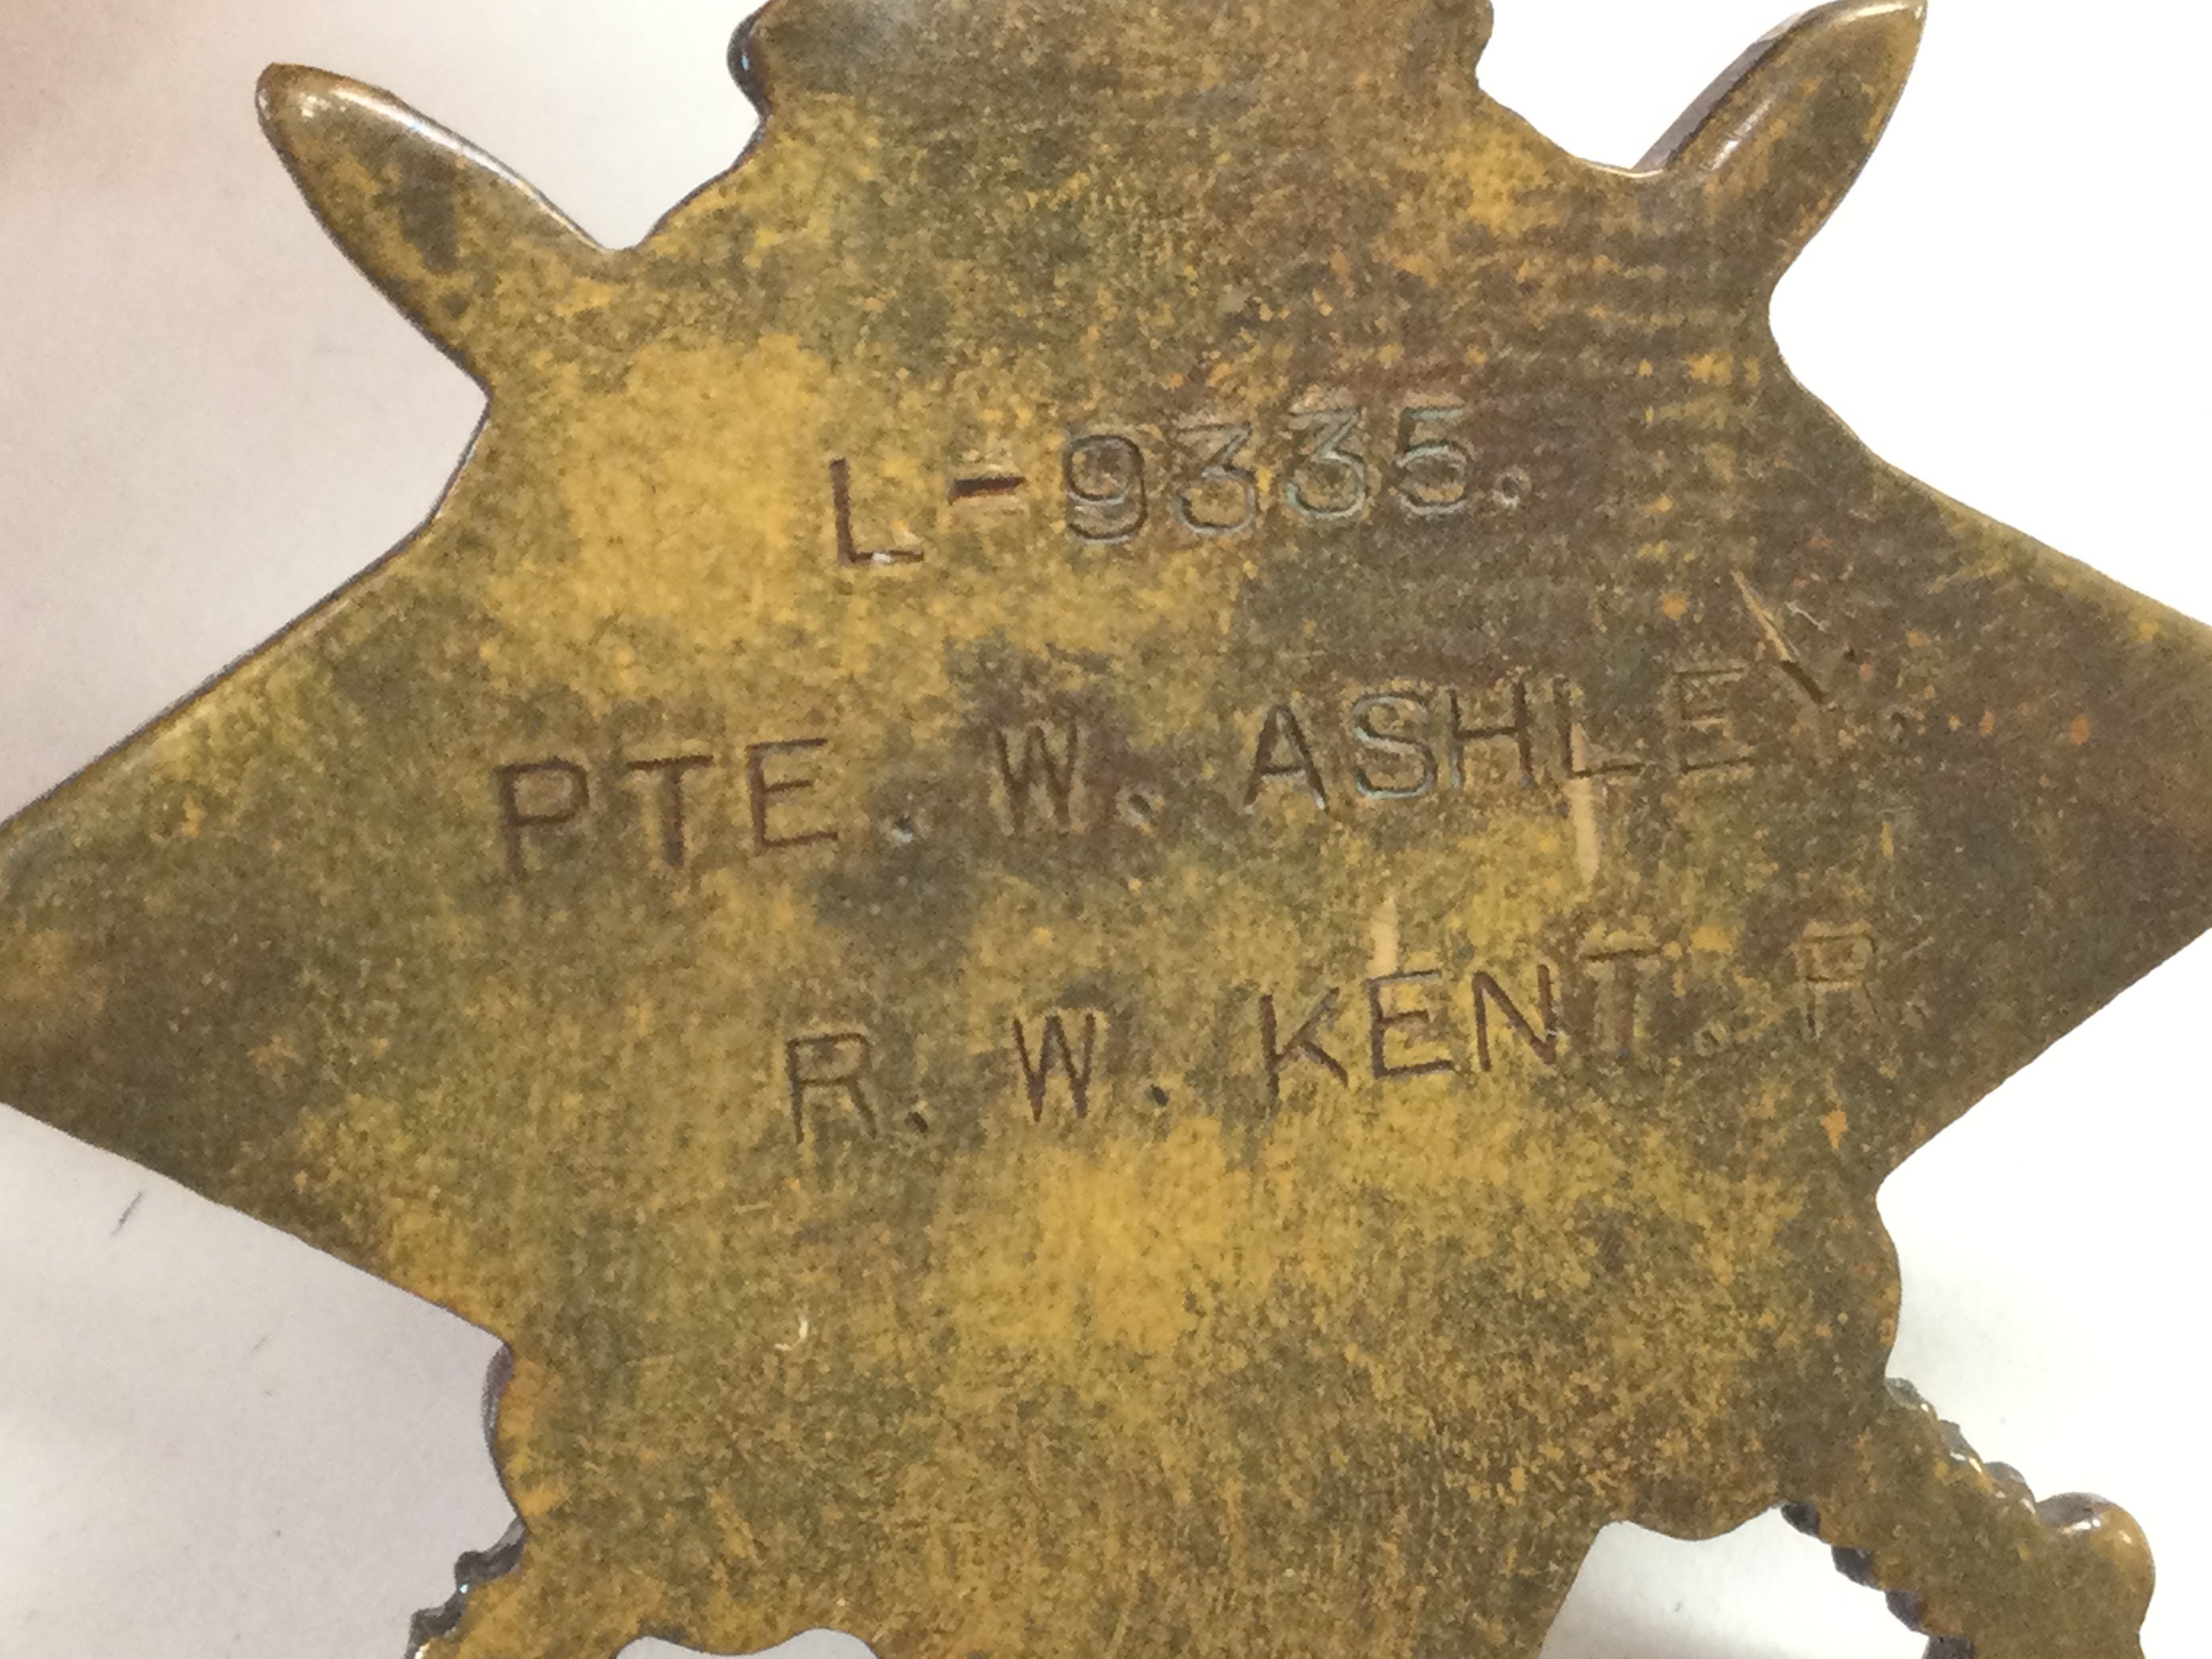 L-9335.
PTE. W. ASHLEY.
R. W. KENT. R.